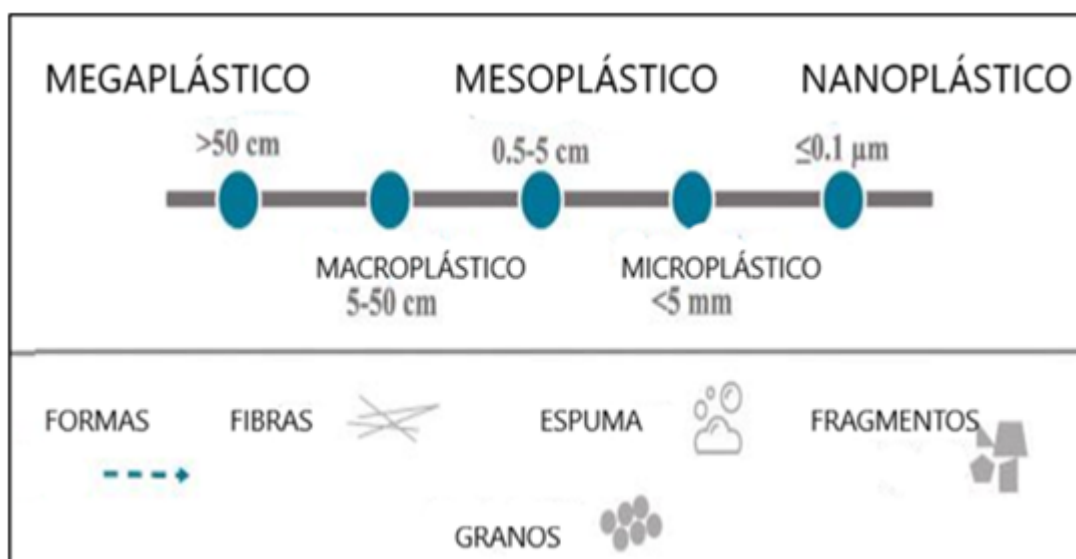 MEGAPLÁSTICO MESOPLÁSTICO NANOPLÁSTICO
>50 cm 0.5-5 cm ≤0.1 µm
MACROPLÁSTICO MICROPLÁSTICO
5-50 cm <5 mm
FORMAS FIBRAS ESPUMA FRAGMENTOS
GRANOS